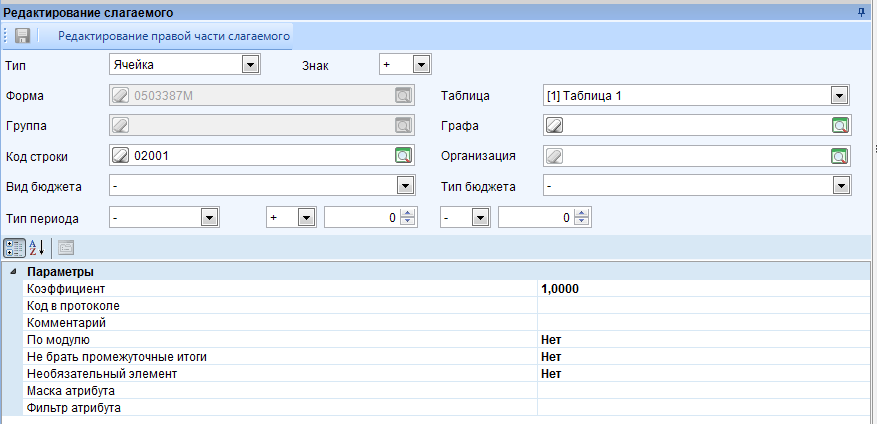 Редактирование слагаемого
Редактирование правой части слагаемого
Тип Ячейка Знак +
Форма 0503387M Таблица [1] Таблица 1
Группа Графа
Код строки 02001 Организация
Вид бюджета - Тип бюджета -
Тип периода - + 0 - 0
Параметры
Коэффициент 1,0000
Код в протоколе
Комментарий
По модулю Нет
Не брать промежуточные итоги Нет
Необязательный элемент Нет
Маска атрибута
Фильтр атрибута